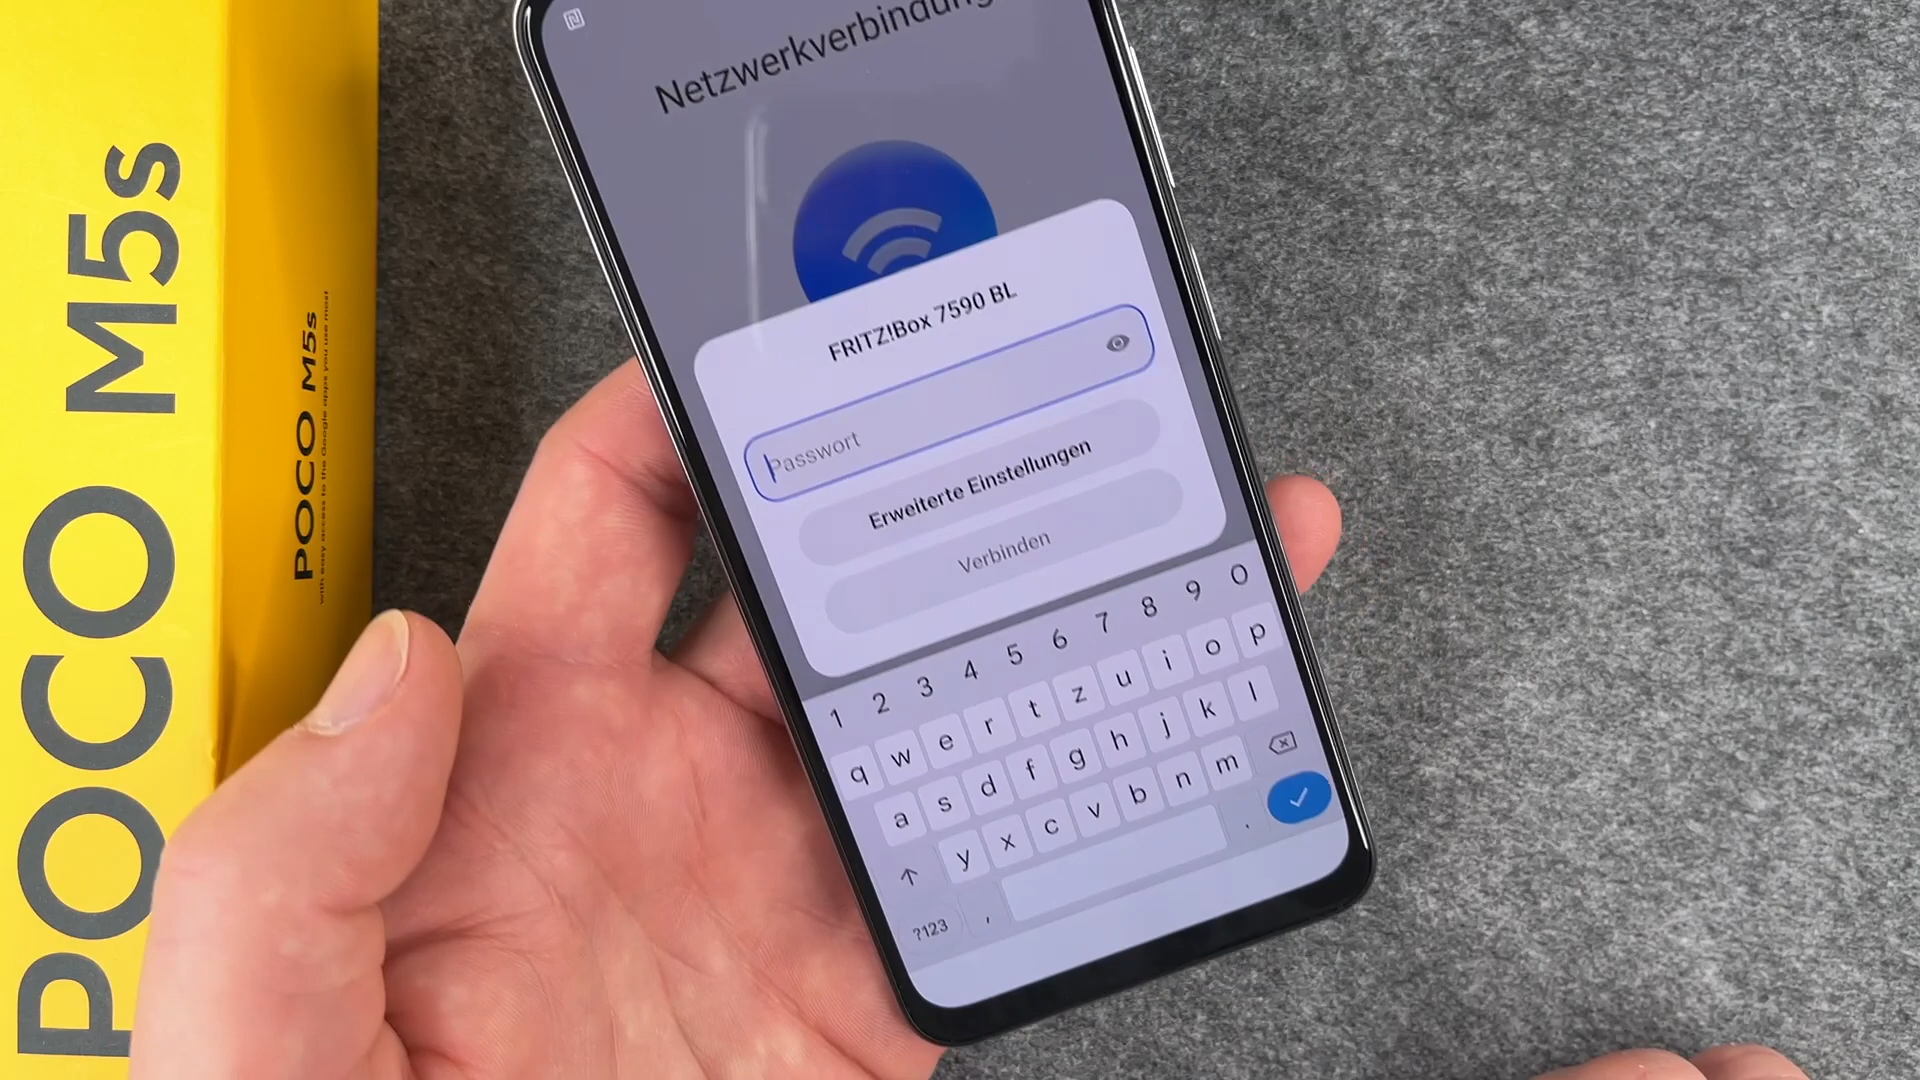 POCO M5s
POCO M5s
with easy access to the Google apps you use most
Netzwerkverbindung
FRITZ!Box 7590 BL
Passwort
Erweiterte Einstellungen
Verbinden
1 2 3 4 5 6 7 8 9 0
q w e r t z u i o p
a s d f g h j k l
y x c v b n m
?123 , .